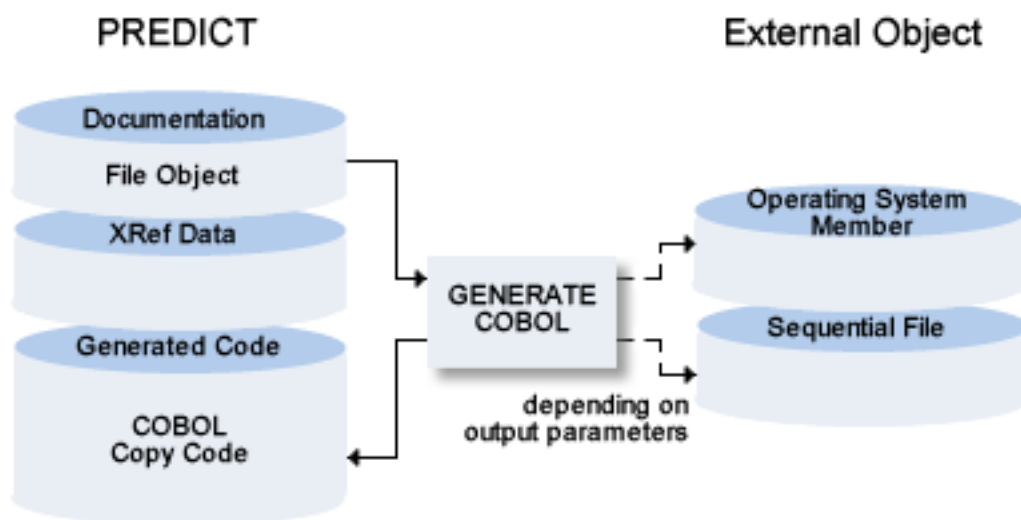 PREDICT
External Object
Documentation
File Object
XRef Data
Generated Code
COBOL
Copy Code
GENERATE
COBOL
depending on
output parameters
Operating System
Member
Sequential File